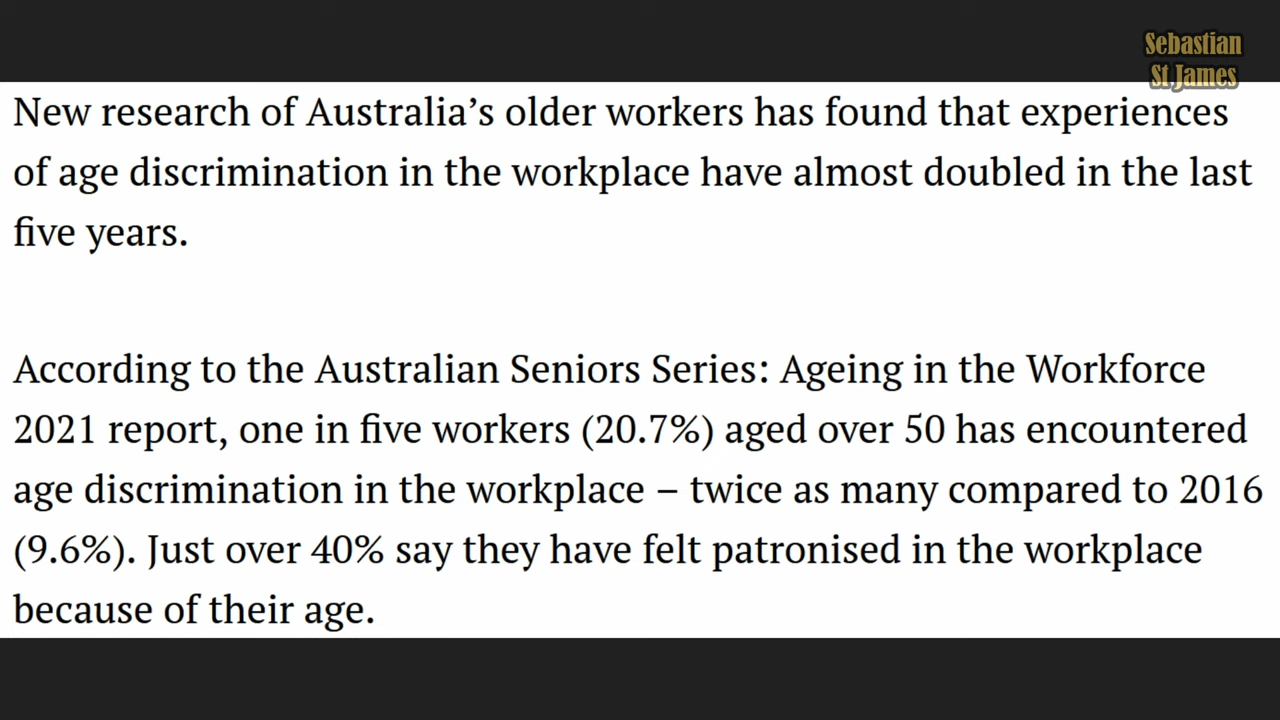 Sebastian
St James
New research of Australia’s older workers has found that experiences
of age discrimination in the workplace have almost doubled in the last
five years.
According to the Australian Seniors Series: Ageing in the Workforce
2021 report, one in five workers (20.7%) aged over 50 has encountered
age discrimination in the workplace – twice as many compared to 2016
(9.6%). Just over 40% say they have felt patronised in the workplace
because of their age.